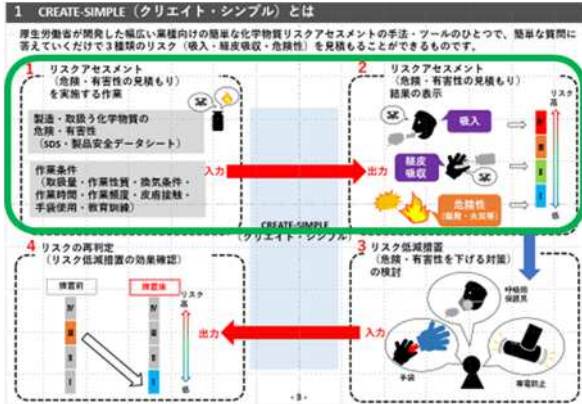 1 CREATE-SIMPLE（クリエイト・シンプル）とは
厚生労働省が開発した幅広い業種向けの簡単な化学物質リスクアセスメントの手法・ツールのひとつで、簡単な質問に
答えていくだけで３種類のリスク（吸入・経皮吸収・危険性）を見積もることができるものです。
1 リスクアセスメント
（危険・有害性の見積もり）
を実施する作業
製造・取扱う化学物質の
危険・有害性
（SDS・製品安全データシート）
作業条件
（取扱量・作業性質・換気条件・
作業時間・作業頻度・皮膚接触・
手袋使用・教育訓練）
入力
出力
2 リスクアセスメント
（危険・有害性の見積もり）
結果の表示
吸入
経皮
吸収
危険性
（爆発・火災等）
リスク
高
Ⅳ
Ⅲ
Ⅱ
Ⅰ
低
CREATE-SIMPLE
（クリエイト・シンプル）
3 リスク低減措置
（危険・有害性を下げる対策）
の検討
呼吸用
保護具
手袋
導電防止
入力
出力
4 リスクの再判定
（リスク低減措置の効果確認）
措置前
措置後
リスク
高
Ⅳ
Ⅲ
Ⅱ
Ⅰ
Ⅳ
Ⅲ
Ⅱ
Ⅰ
低
- 3 -